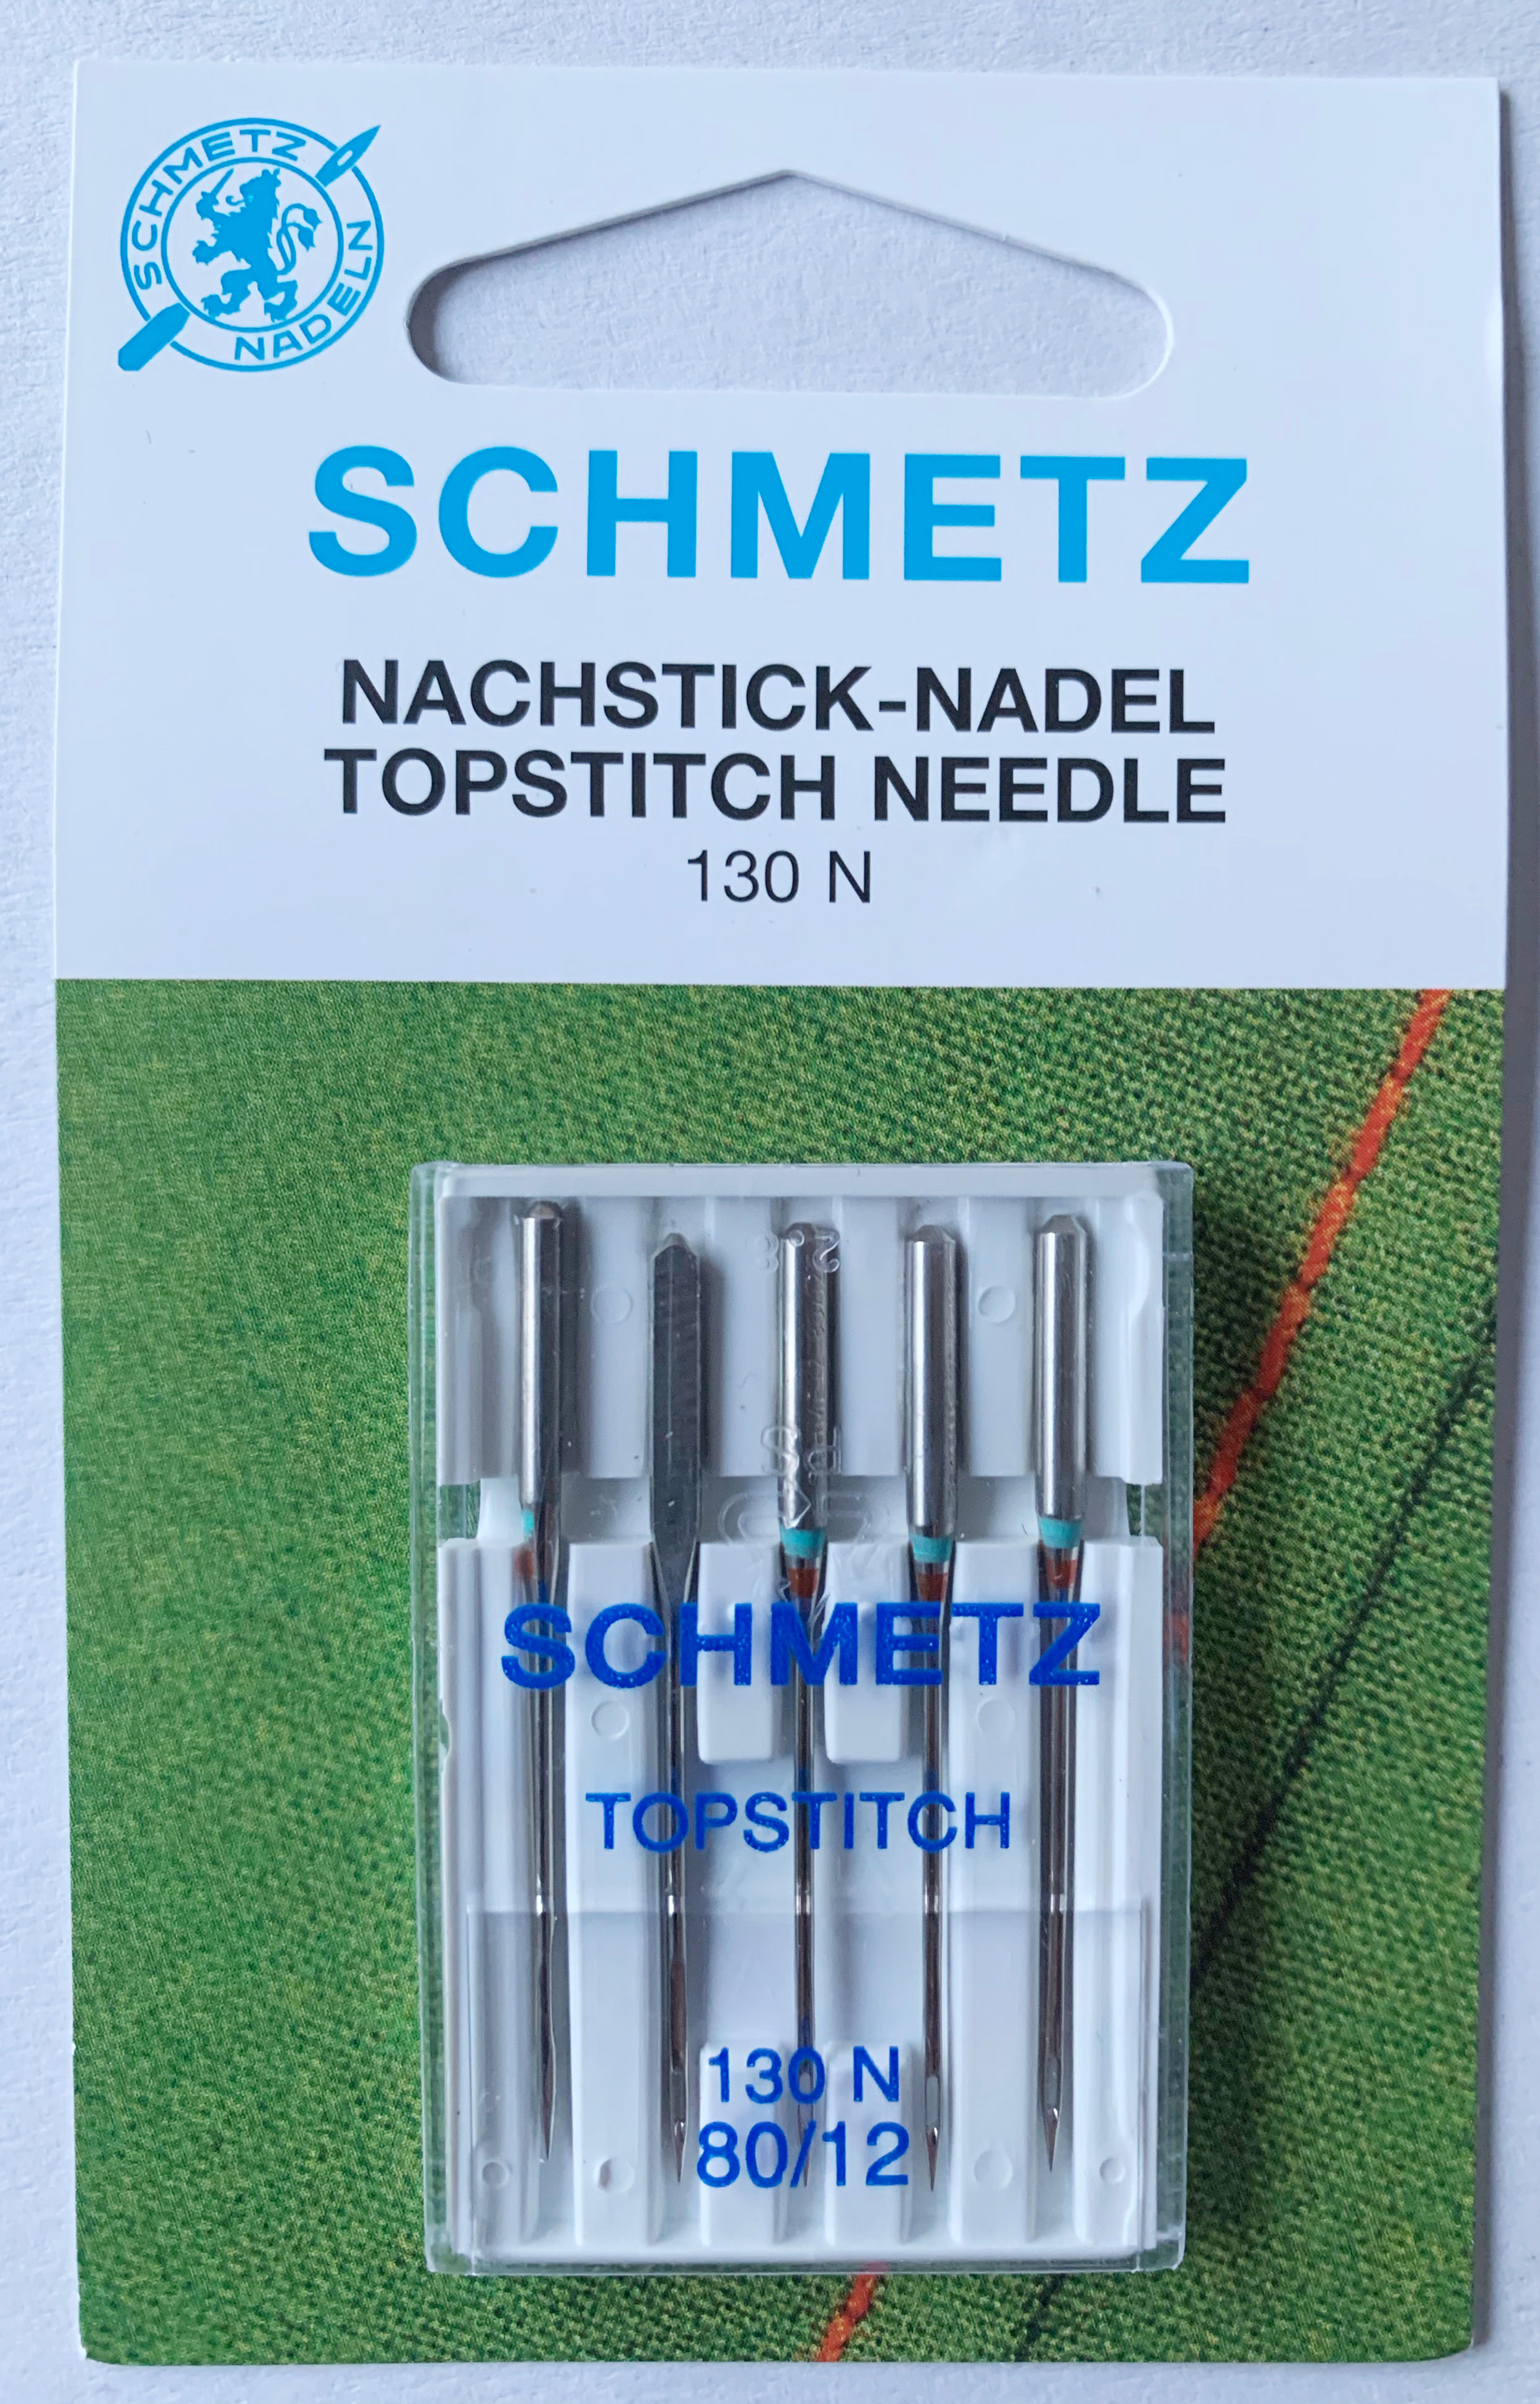 SCHMETZ
NADELN
SCHMETZ
NACHSTICK-NADEL
TOPSTITCH NEEDLE
130 N
SCHMETZ
TOPSTITCH
130 N
80/12